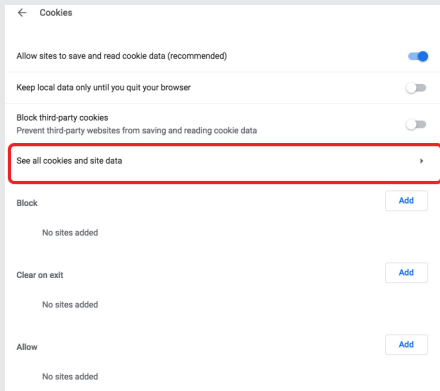 Cookies
Allow sites to save and read cookie data (recommended)
Keep local data only until you quit your browser
Block third-party cookies
Prevent third-party websites from saving and reading cookie data
See all cookies and site data
Block
Add
No sites added
Clear on exit
Add
No sites added
Allow
Add
No sites added